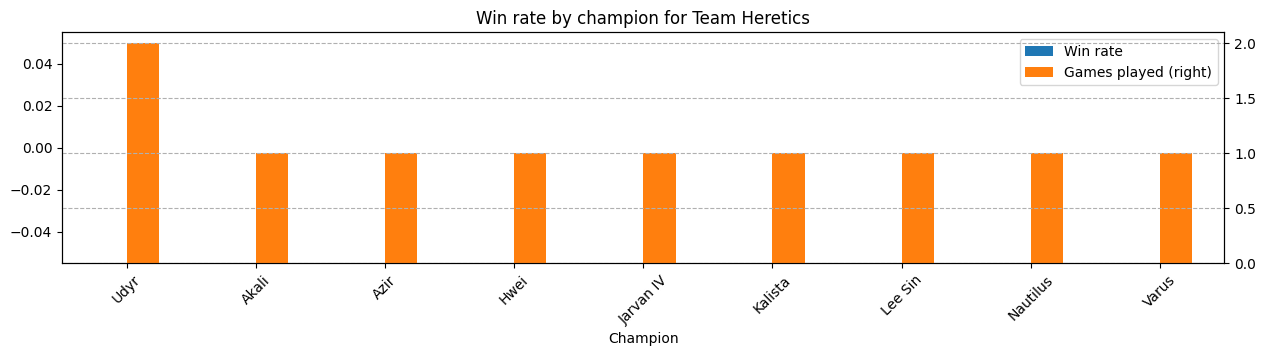 Win rate by champion for Team Heretics
Win rate
Games played (right)
0.04
0.02
0.00
−0.02
−0.04
2.0
1.5
1.0
0.5
0.0
Udyr
Akali
Azir
Hwei
Jarvan IV
Kalista
Lee Sin
Nautilus
Varus
Champion